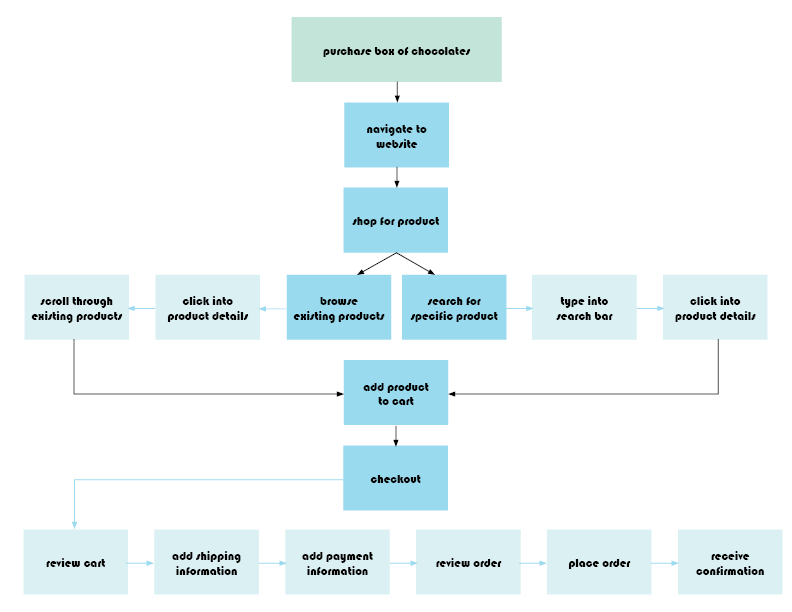 purchase box of chocolates
navigate to
website
shop for product
scroll through
existing products
click into
product details
browse
existing products
search for
specific product
type into
search bar
click into
product details
add product
to cart
checkout
review cart
add shipping
information
add payment
information
review order
place order
receive
confirmation